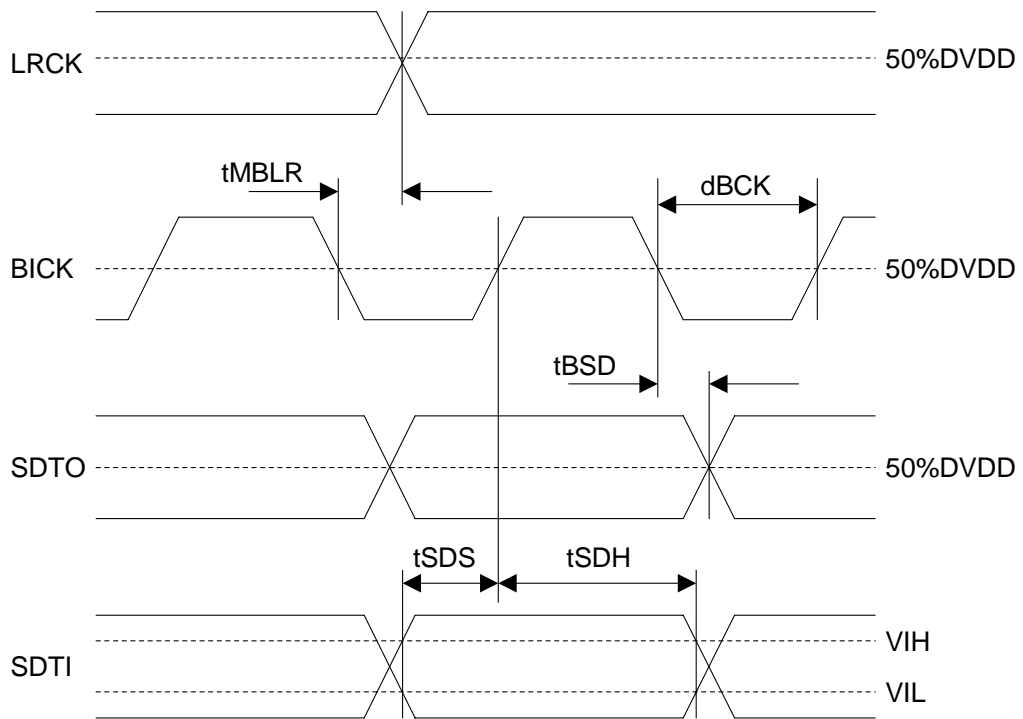 LRCK
50%DVDD
tMBLR
dBCK
BICK
50%DVDD
tBSD
SDTO
50%DVDD
tSDS
tSDH
VIH
SDTI
VIL